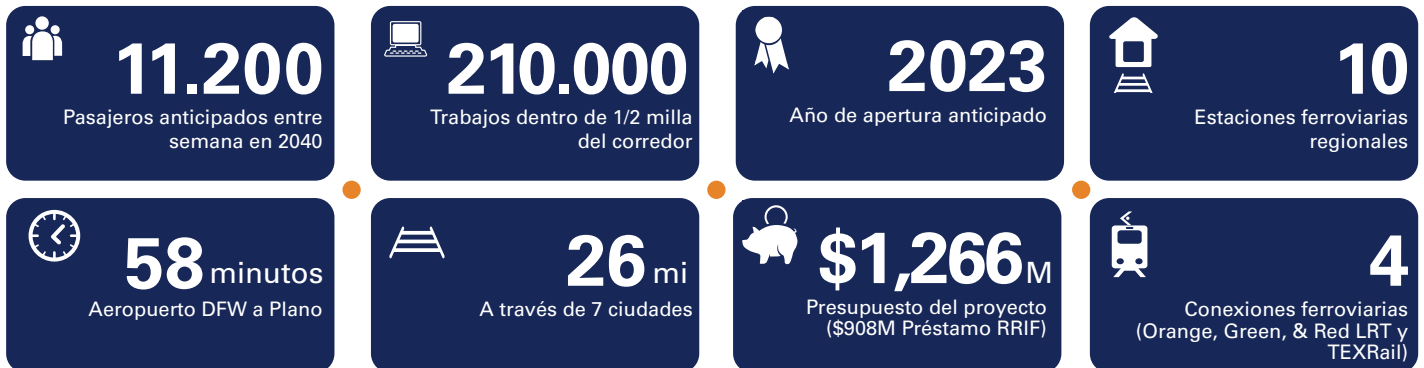 11.200
Pasajeros anticipados entre
semana en 2040
210.000
Trabajos dentro de 1/2 milla
del corredor
2023
Año de apertura anticipado
10
Estaciones ferroviarias
regionales
58 minutos
Aeropuerto DFW a Plano
26 mi
A través de 7 ciudades
$1,266 M
Presupuesto del proyecto
($908M Préstamo RRIF)
4
Conexiones ferroviarias
(Orange, Green, & Red LRT y
TEXRail)